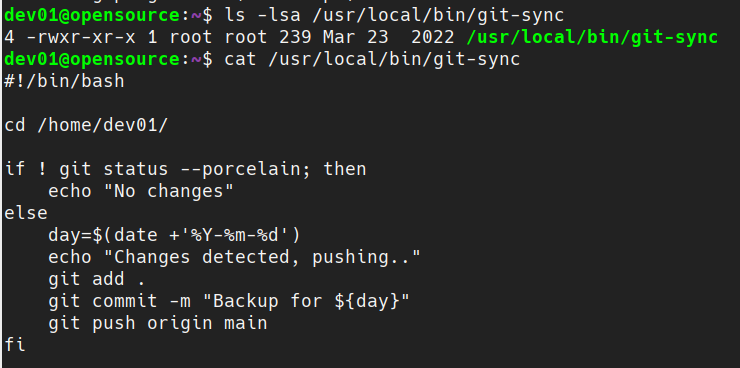 dev01@opensource:~$ ls -lsa /usr/local/bin/git-sync
4 -rwxr-xr-x 1 root root 239 Mar 23  2022 /usr/local/bin/git-sync
dev01@opensource:~$ cat /usr/local/bin/git-sync
#!/bin/bash

cd /home/dev01/

if ! git status --porcelain; then
    echo "No changes"
else
    day=$(date +'%Y-%m-%d')
    echo "Changes detected, pushing.."
    git add .
    git commit -m "Backup for ${day}"
    git push origin main
fi